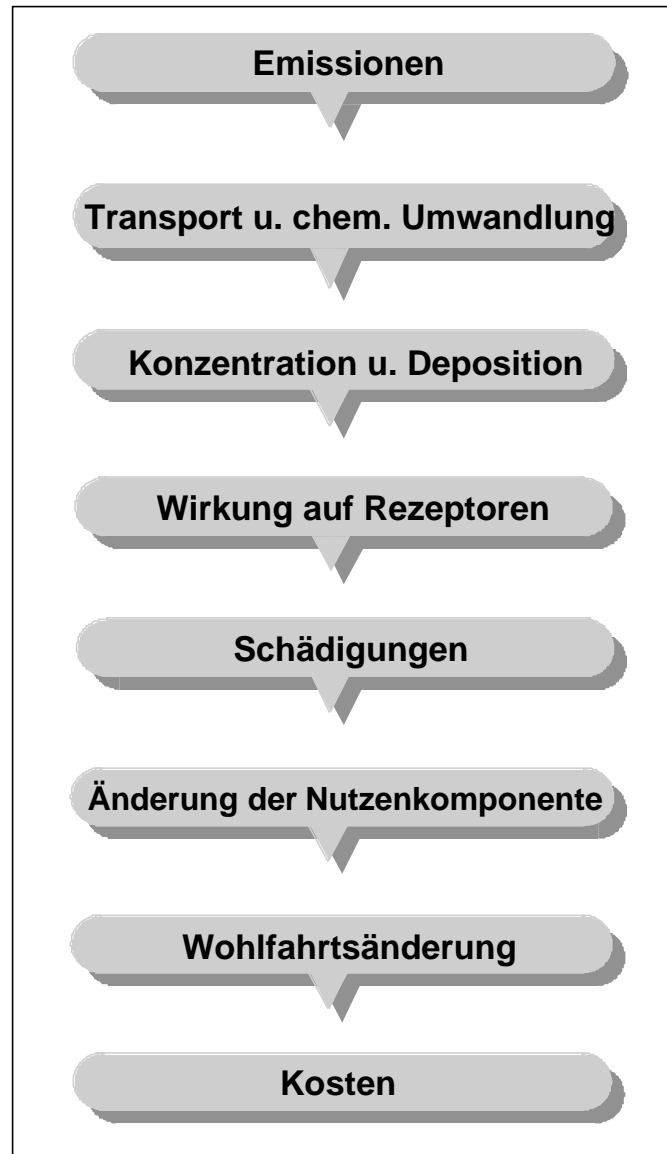 Emissionen
Transport u. chem. Umwandlung
Konzentration u. Deposition
Wirkung auf Rezeptoren
Schädigungen
Änderung der Nutzenkomponente
Wohlfahrtsänderung
Kosten